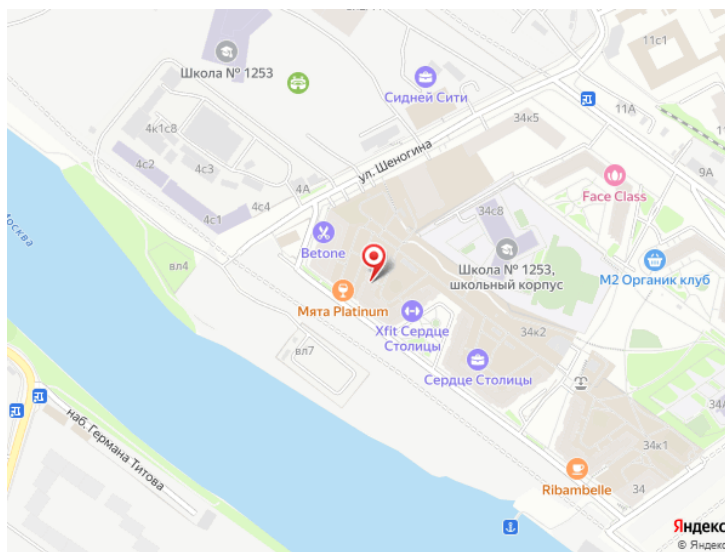 11с1
Школа № 1253
Сидней Сити
34к5
11А
11
9А
4к1с8
4с2
4с3
4с1
4с4
4А
ул. Шеногина
Face Class
34с8
Betone
Школа № 1253,
школьный корпус
М2 Органик клуб
Москва
вл4
Мята Platinum
Xfit Сердце
Столицы
34к2
вл7
Сердце Столицы
наб. Германа Титова
34А
34к1
Ribambelle
34
Яндекс
© Яндекс